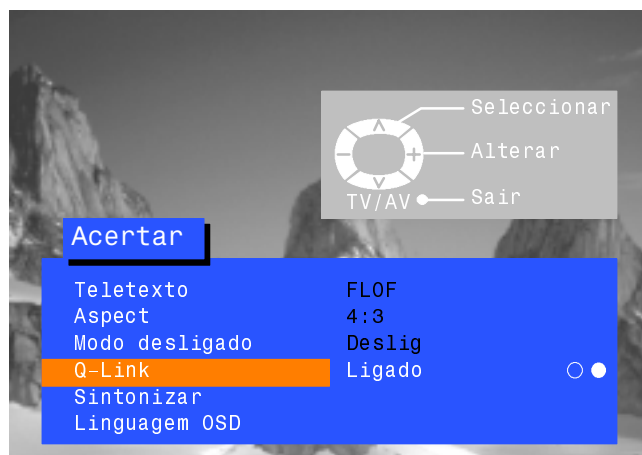 Seleccionar
Alterar
TV/AV Sair
Acertar
Teletexto FLOF
Aspect 4:3
Modo desligado Deslig
Q-Link Ligado
Sintonizar
Linguagem OSD